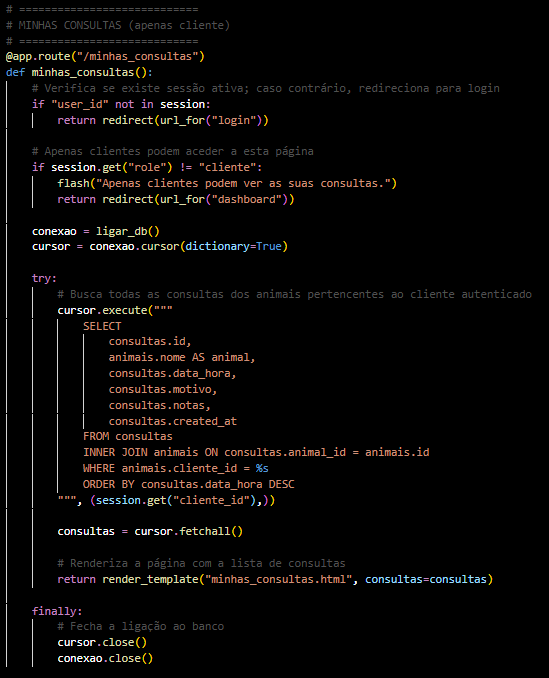 # ============================
# MINHAS CONSULTAS (apenas cliente)
# ============================
@app.route("/minhas_consultas")
def minhas_consultas():
    # Verifica se existe sessão ativa; caso contrário, redireciona para login
    if "user_id" not in session:
        return redirect(url_for("login"))

    # Apenas clientes podem aceder a esta página
    if session.get("role") != "cliente":
        flash("Apenas clientes podem ver as suas consultas.")
        return redirect(url_for("dashboard"))

    conexao = ligar_db()
    cursor = conexao.cursor(dictionary=True)

    try:
        # Busca todas as consultas dos animais pertencentes ao cliente autenticado
        cursor.execute("""
            SELECT
                consultas.id,
                animais.nome AS animal,
                consultas.data_hora,
                consultas.motivo,
                consultas.notas,
                consultas.created_at
            FROM consultas
            INNER JOIN animais ON consultas.animal_id = animais.id
            WHERE animais.cliente_id = %s
            ORDER BY consultas.data_hora DESC
        """, (session.get("cliente_id"),))

        consultas = cursor.fetchall()

        # Renderiza a página com a lista de consultas
        return render_template("minhas_consultas.html", consultas=consultas)

    finally:
        # Fecha a ligação ao banco
        cursor.close()
        conexao.close()